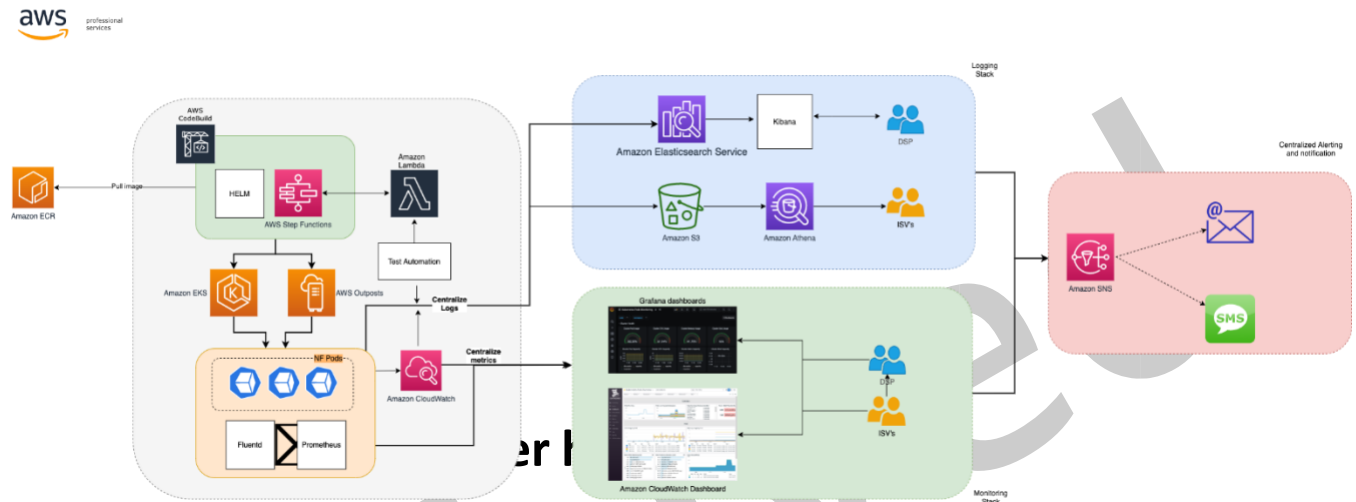 aws
professional
services
Logging
Stack
AWS
CodeBuild
Amazon
Lambda
Kibana
DSP
Amazon Elasticsearch Service
Centralized Alerting
and notification
Pull image
HELM
Amazon ECR
AWS Step Functions
Amazon S3
Amazon Athena
ISV's
Test Automation
@
Amazon SNS
Amazon EKS
AWS Outposts
Centralize
Logs
Grafana dashboards
SMS
NF Pods
Centralize
metrics
DSP
Amazon CloudWatch
ISV's
Fluentd
Prometheus
er
Amazon CloudWatch Dashboard
Monitoring
Stack